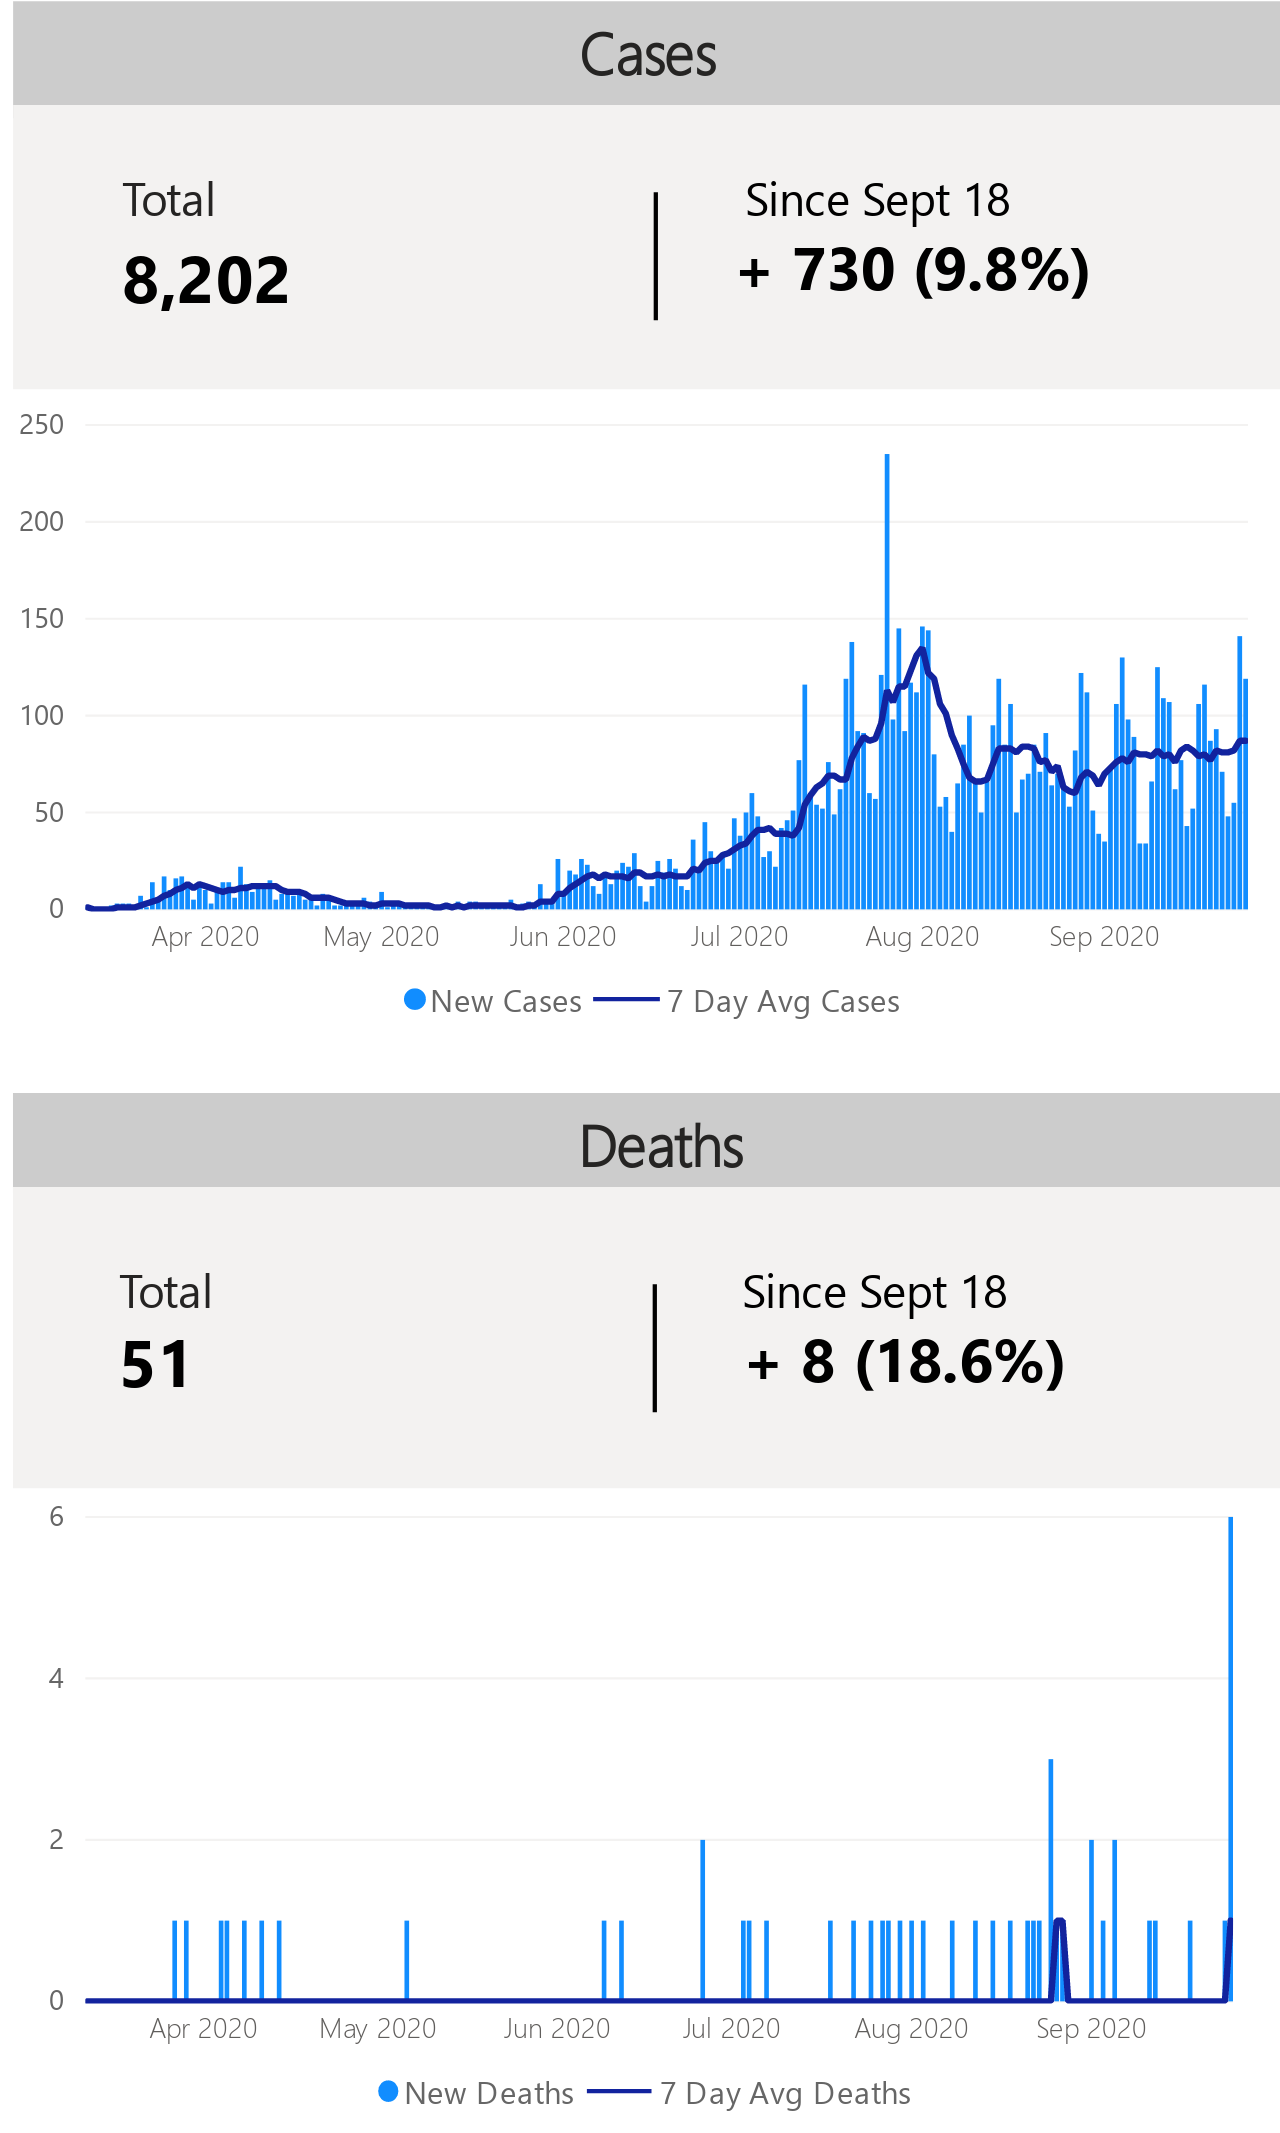 Cases
Total
8,202
Since Sept 18
+ 730 (9.8%)
250
200
150
100
50
0
Apr 2020 May 2020 Jun 2020 Jul 2020 Aug 2020 Sep 2020
New Cases 7 Day Avg Cases
Deaths
Total
51
Since Sept 18
+ 8 (18.6%)
6
4
2
0
Apr 2020 May 2020 Jun 2020 Jul 2020 Aug 2020 Sep 2020
New Deaths 7 Day Avg Deaths